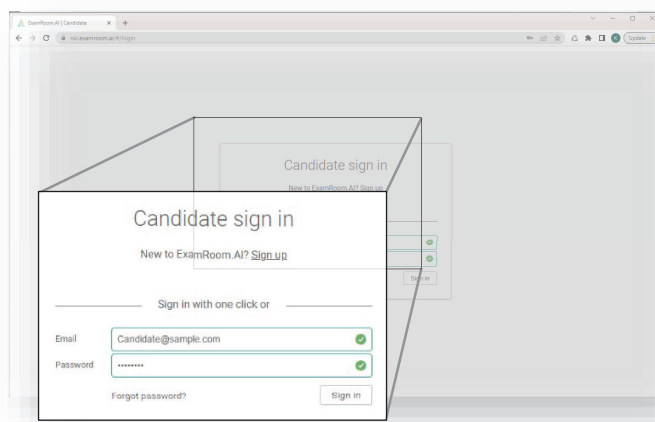 ExamRoom.AI | Candidate
nic.examroom.ai/#/login
Update
Candidate sign in
New to ExamRoom.AI? Sign up
Sign in
Candidate sign in
New to ExamRoom.AI? Sign up
Sign in with one click or
Email Candidate@sample.com
Password ••••••••
Forgot password? Sign in